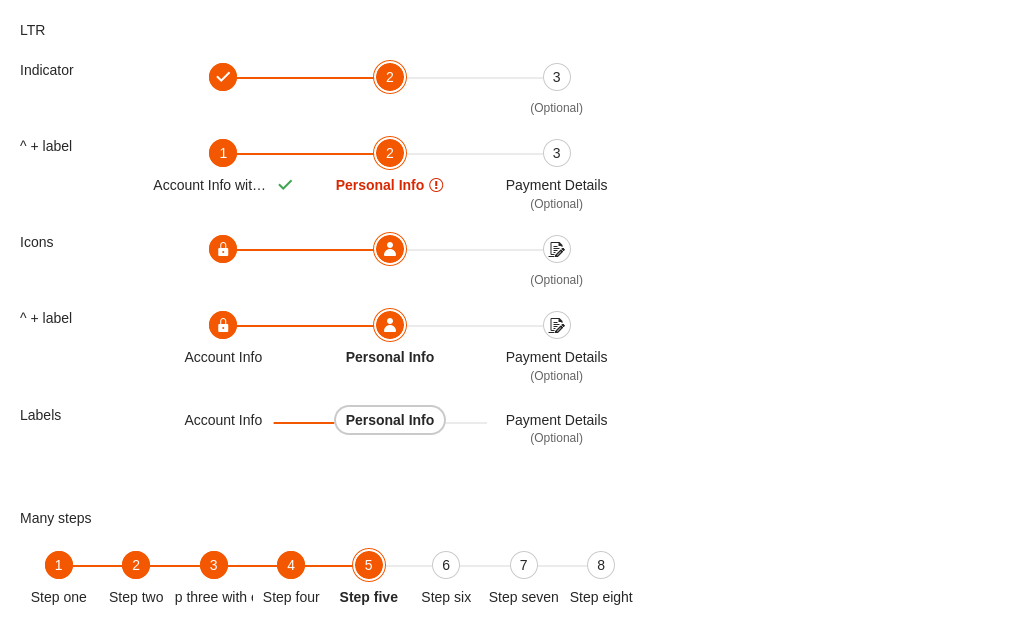 LTR
Indicator
2 3
(Optional)
^ + label
1 2 3
Account Info wit… Personal Info Payment Details
(Optional)
Icons
(Optional)
^ + label
Account Info Personal Info Payment Details
(Optional)
Labels
Account Info Personal Info Payment Details
(Optional)
Many steps
1 2 3 4 5 6 7 8
Step one Step two p three with Step four Step five Step six Step seven Step eight